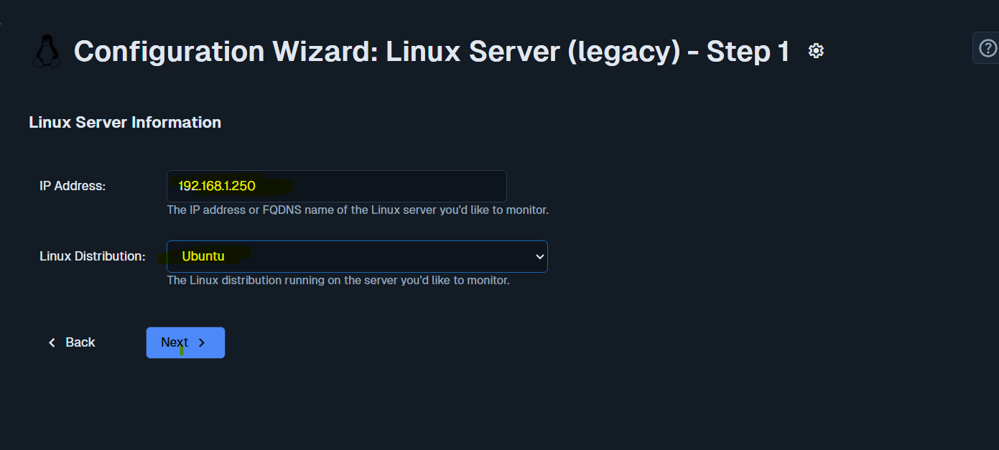 Configuration Wizard: Linux Server (legacy) - Step 1
Linux Server Information
IP Address:
192.168.1.250
The IP address or FQDNS name of the Linux server you'd like to monitor.
Linux Distribution:
Ubuntu
The Linux distribution running on the server you'd like to monitor.
Back
Next